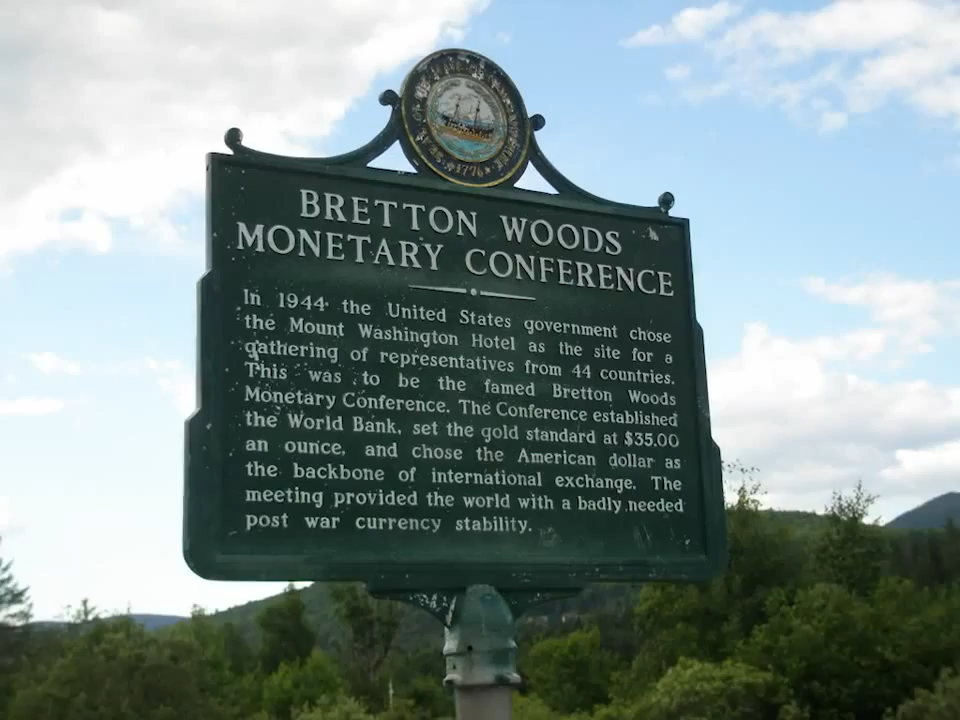 1776
BRETTON WOODS
MONETARY CONFERENCE
In 1944 the United States government chose
the Mount Washington Hotel as the site for a
gathering of representatives from 44 countries.
This was to be the famed Bretton Woods
Monetary Conference. The Conference established
the World Bank, set the gold standard at $35.00
an ounce, and chose the American dollar as
the backbone of international exchange. The
meeting provided the world with a badly needed
post war currency stability.